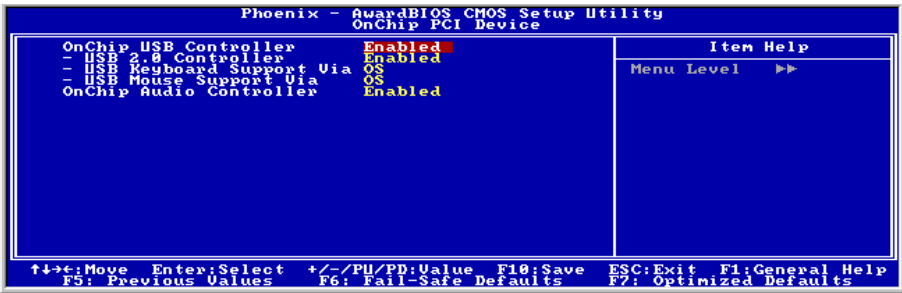 Phoenix - AwardBIOS CMOS Setup Utility
OnChip PCI Device
OnChip USB Controller Enabled
- USB 2.0 Controller Enabled
- USB Keyboard Support Via OS
- USB Mouse Support Via OS
OnChip Audio Controller Enabled
Item Help
Menu Level ►►
↑↓→←:Move Enter:Select +/-/PU/PD:Value F10:Save ESC:Exit F1:General Help
F5: Previous Values F6: Fail-Safe Defaults F7: Optimized Defaults